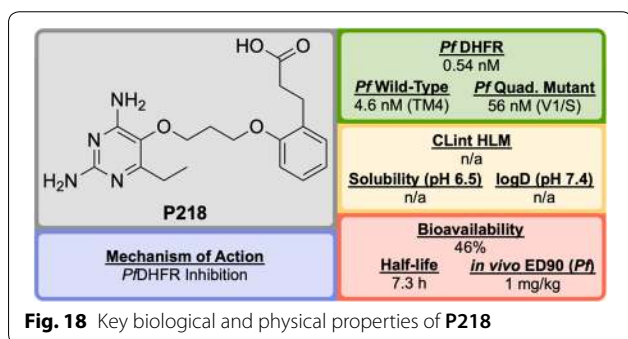 HO
O
NH₂
O
O
N
H₂N
N
P218
Mechanism of Action
PfDHFR Inhibition
Pf DHFR
0.54 nM
Pf Wild-Type Pf Quad. Mutant
4.6 nM (TM4) 56 nM (V1/S)
CLint HLM
n/a
Solubility (pH 6.5) logD (pH 7.4)
n/a n/a
Bioavailability
46%
Half-life in vivo ED90 (Pf)
7.3 h 1 mg/kg
Fig. 18 Key biological and physical properties of P218